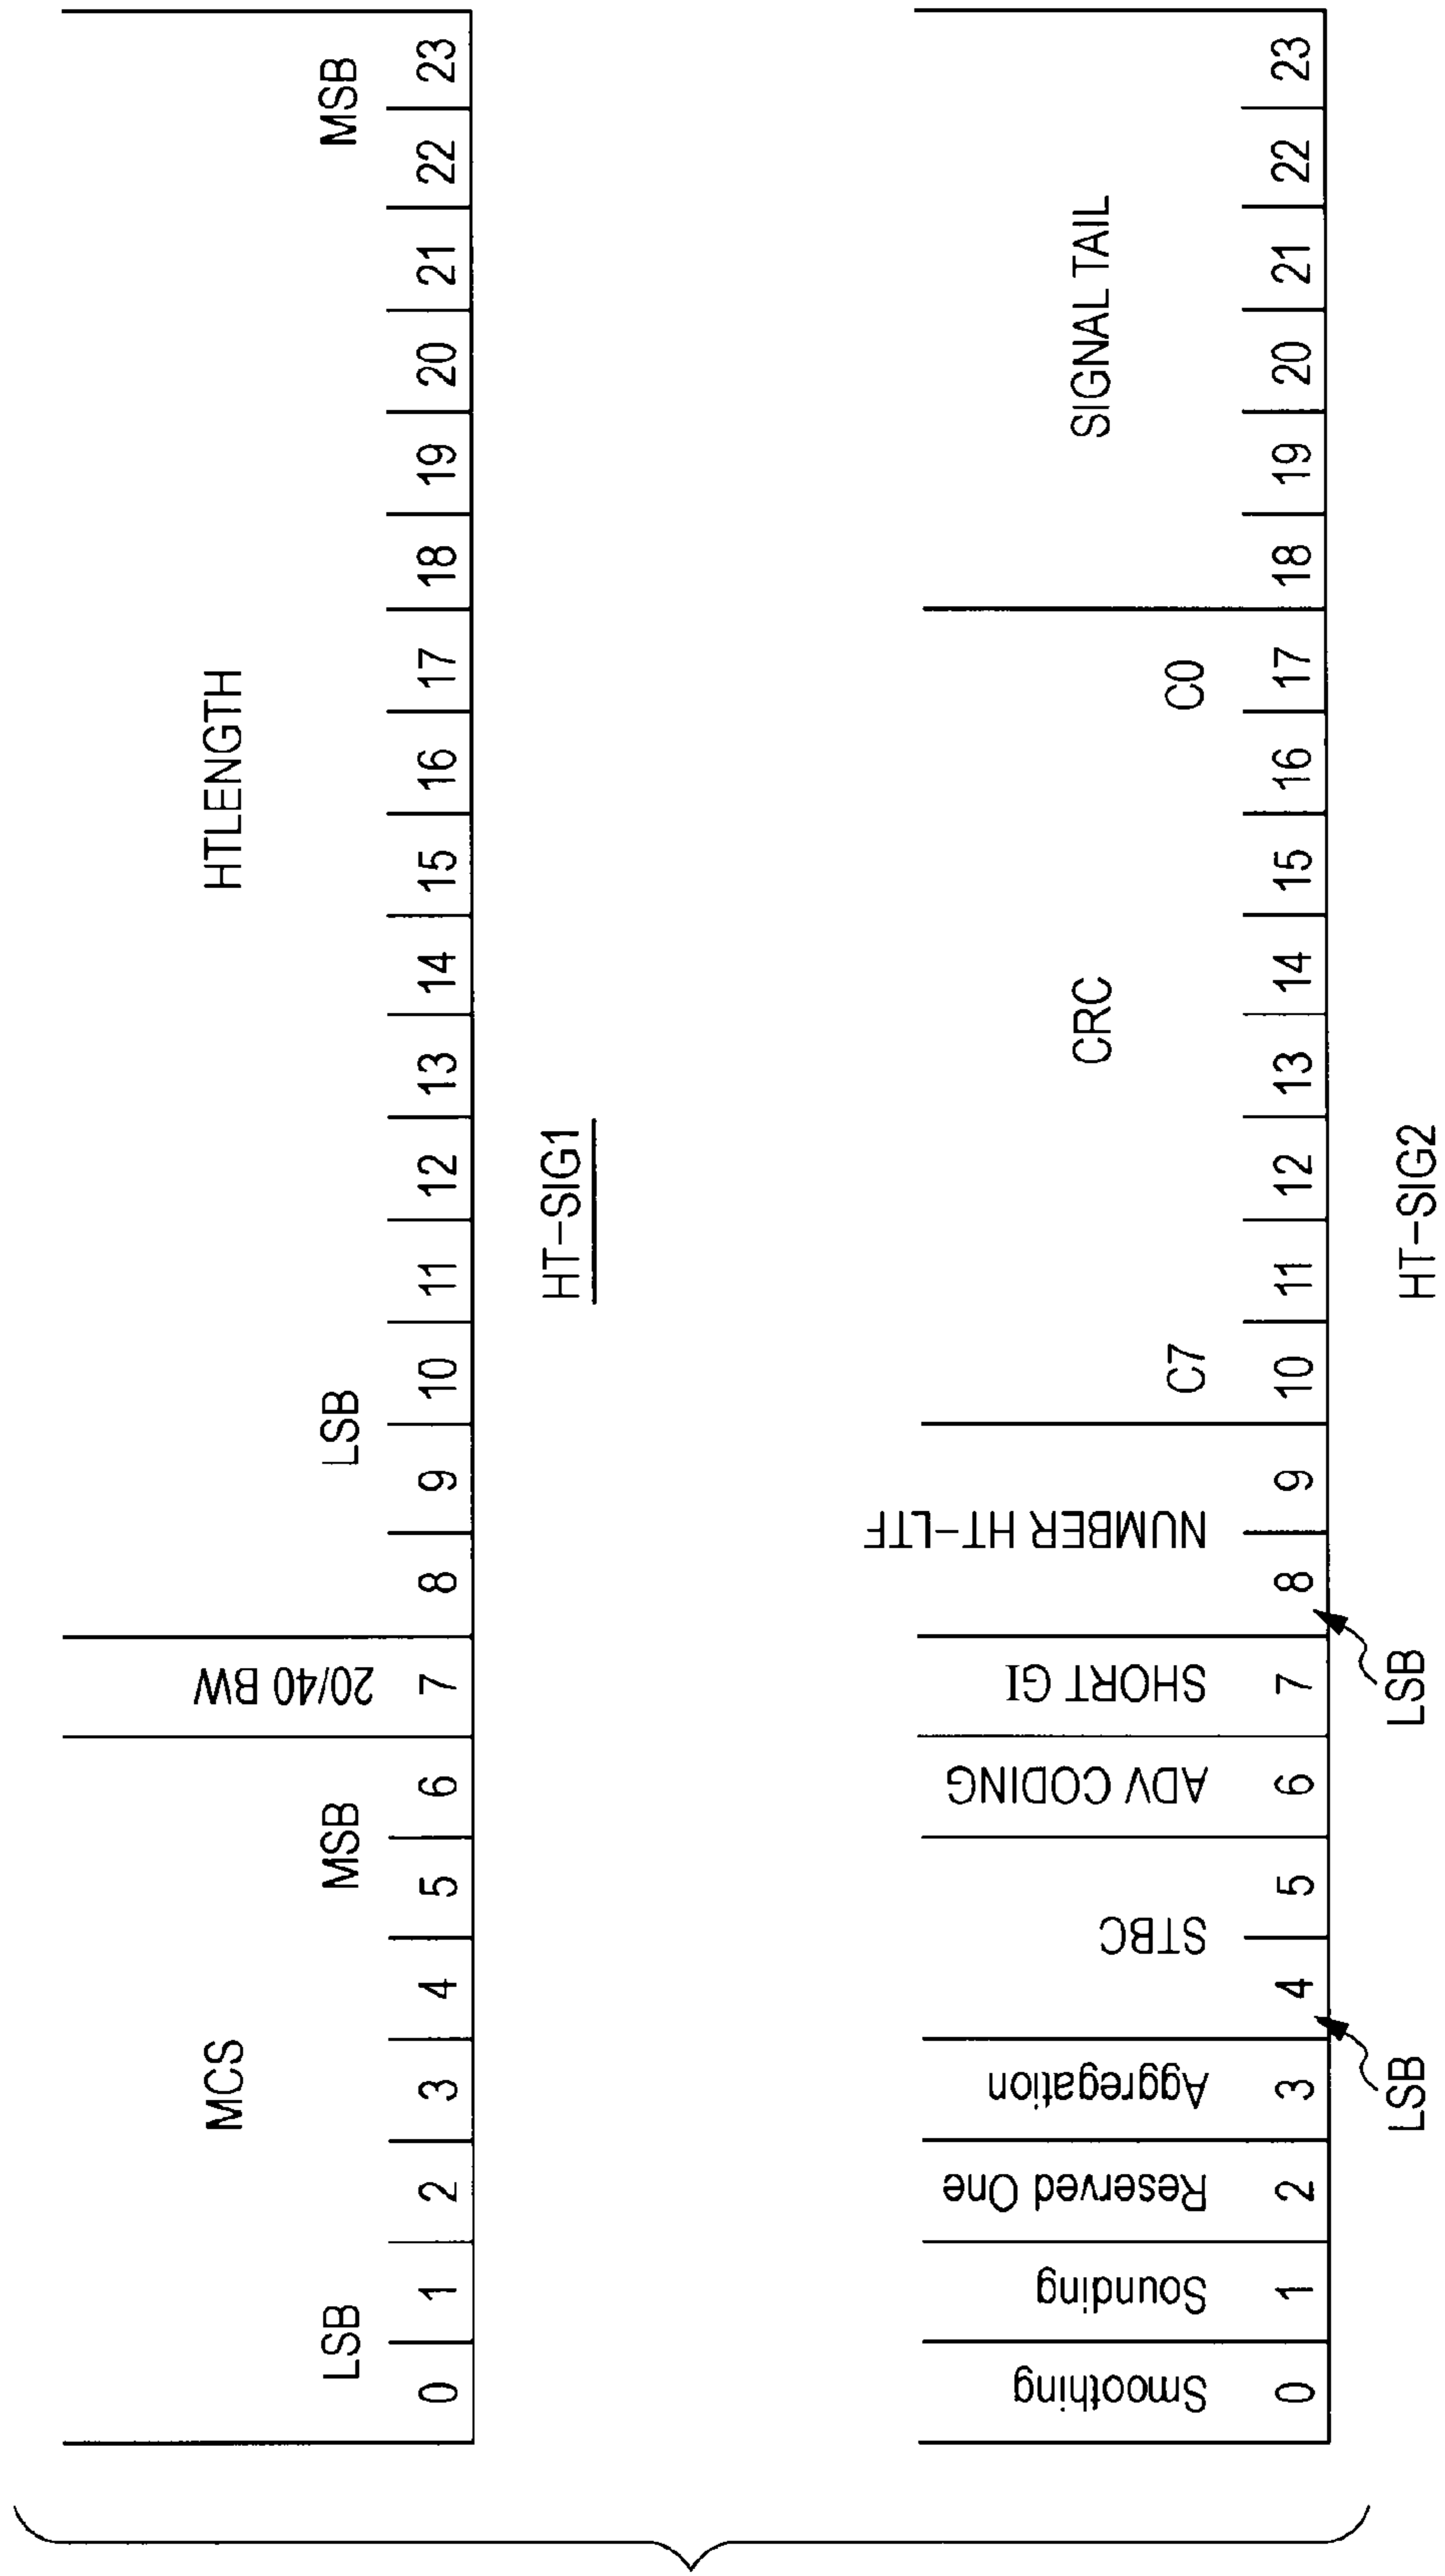 MCS
20/40 BW
HTLENGTH
LSB
MSB
LSB
MSB
0 1 2 3 4 5 6 7 8 9 10 11 12 13 14 15 16 17 18 19 20 21 22 23
HT-SIG1
Smoothing
Sounding
Reserved One
Aggregation
STBC
ADV CODING
SHORT GI
NUMBER HT-LTF
CRC
SIGNAL TAIL
C7
C0
0 1 2 3 4 5 6 7 8 9 10 11 12 13 14 15 16 17 18 19 20 21 22 23
LSB
LSB
HT-SIG2